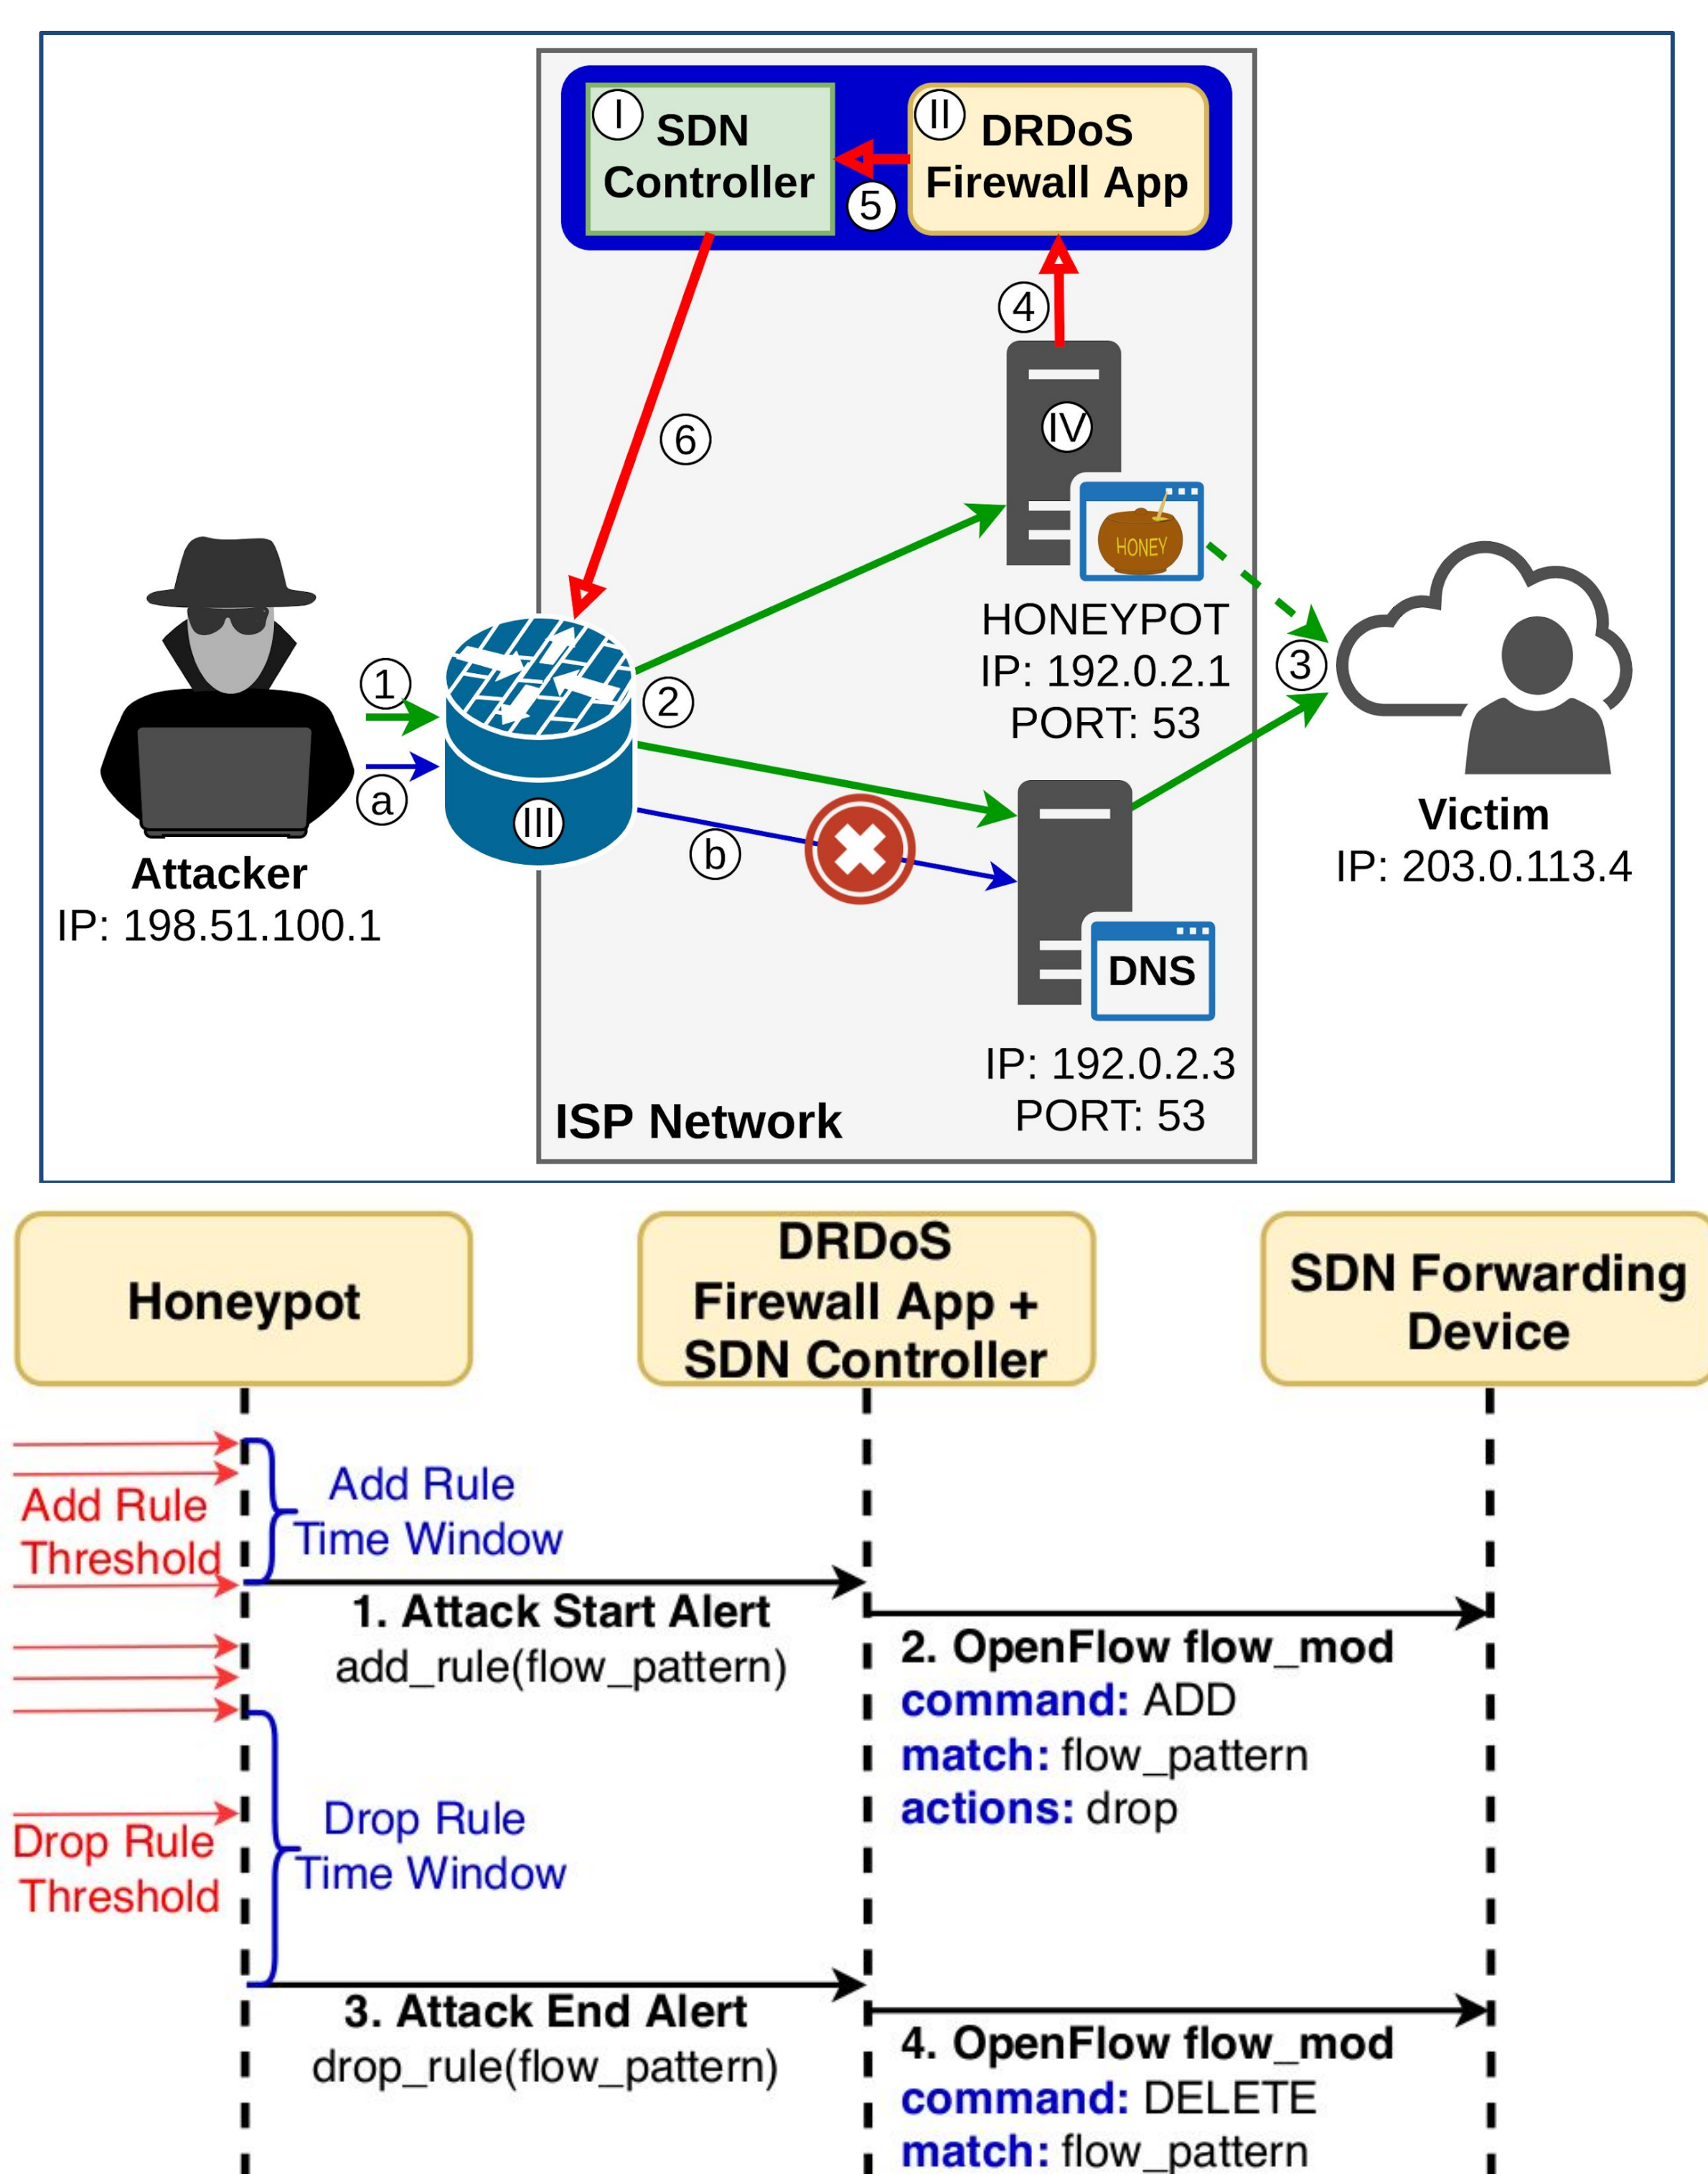 I
SDN
Controller
II
DRDoS
Firewall App
5
4
6
IV
HONEY
HONEYPOT
IP: 192.0.2.1
PORT: 53
1
2
3
a
III
b
Attacker
IP: 198.51.100.1
Victim
IP: 203.0.113.4
DNS
IP: 192.0.2.3
PORT: 53
ISP Network
Honeypot
DRDoS
Firewall App +
SDN Controller
SDN Forwarding
Device
Add Rule
Threshold
Add Rule
Time Window
1. Attack Start Alert
add_rule(flow_pattern)
2. OpenFlow flow_mod
command: ADD
match: flow_pattern
actions: drop
Drop Rule
Threshold
Drop Rule
Time Window
3. Attack End Alert
drop_rule(flow_pattern)
4. OpenFlow flow_mod
command: DELETE
match: flow_pattern